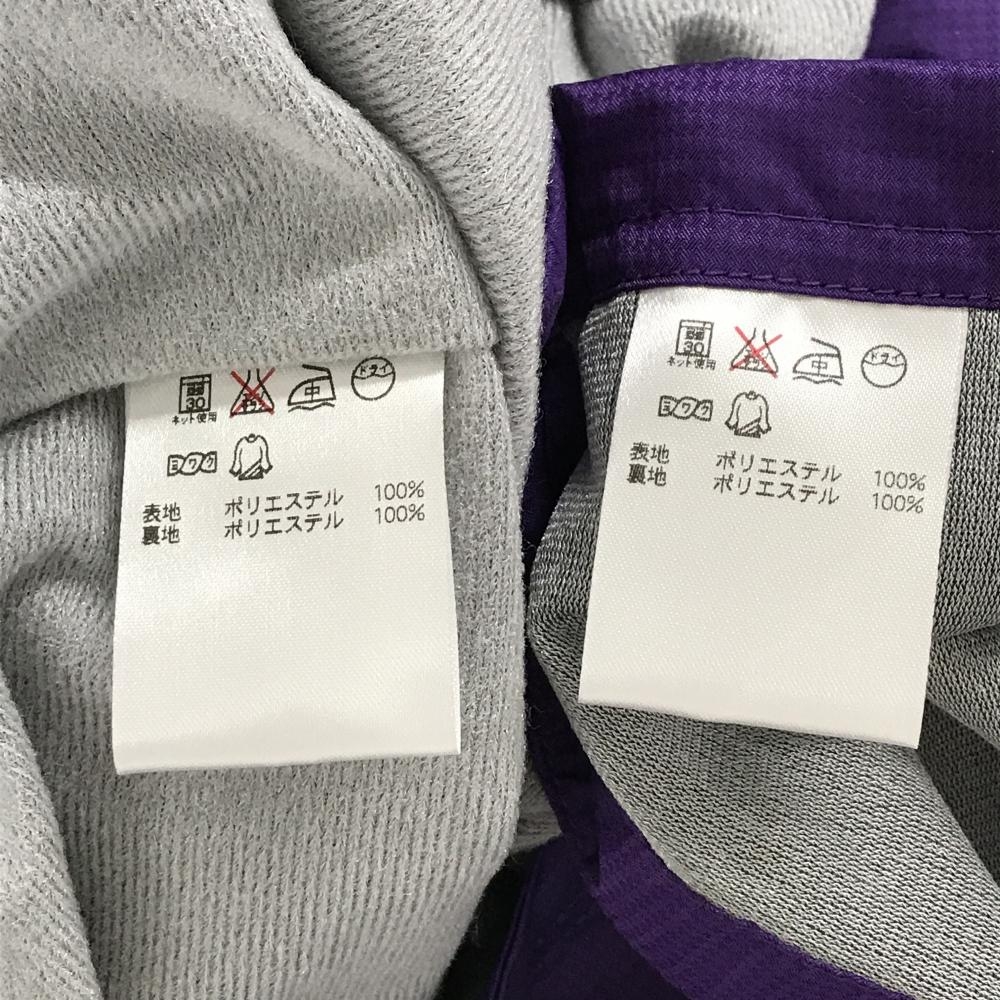 30
ネット使用
中
ドライ
ヨワク
表地 ポリエステル 100%
裏地 ポリエステル 100%
30
ネット使用
中
ドライ
ヨワク
表地 ポリエステル 100%
裏地 ポリエステル 100%